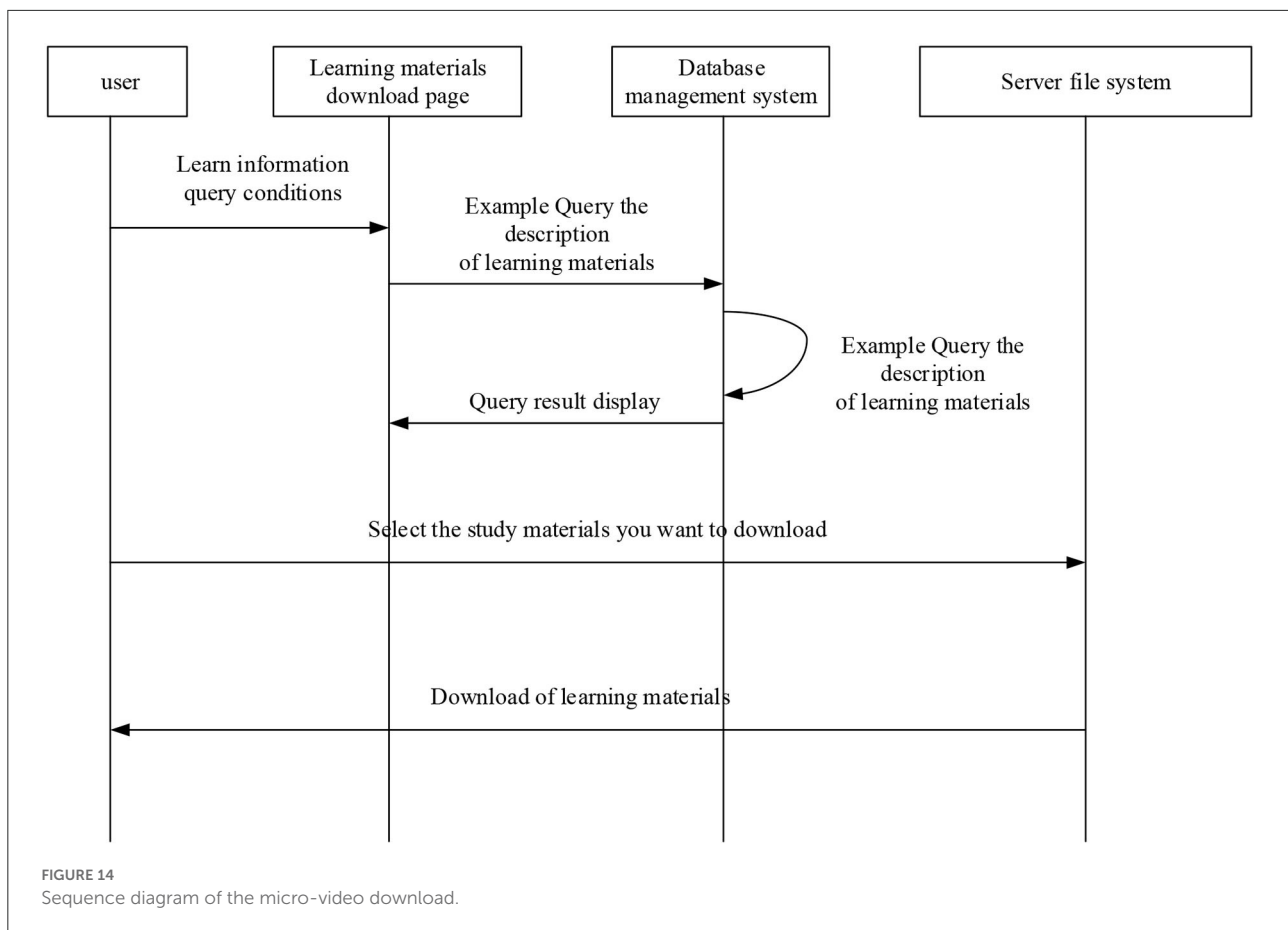 user
Learning materials
download page
Database
management system
Server file system
Learn information
query conditions
Example Query the
description
of learning materials
Example Query the
description
of learning materials
Query result display
Select the study materials you want to download
Download of learning materials
FIGURE 14
Sequence diagram of the micro-video download.